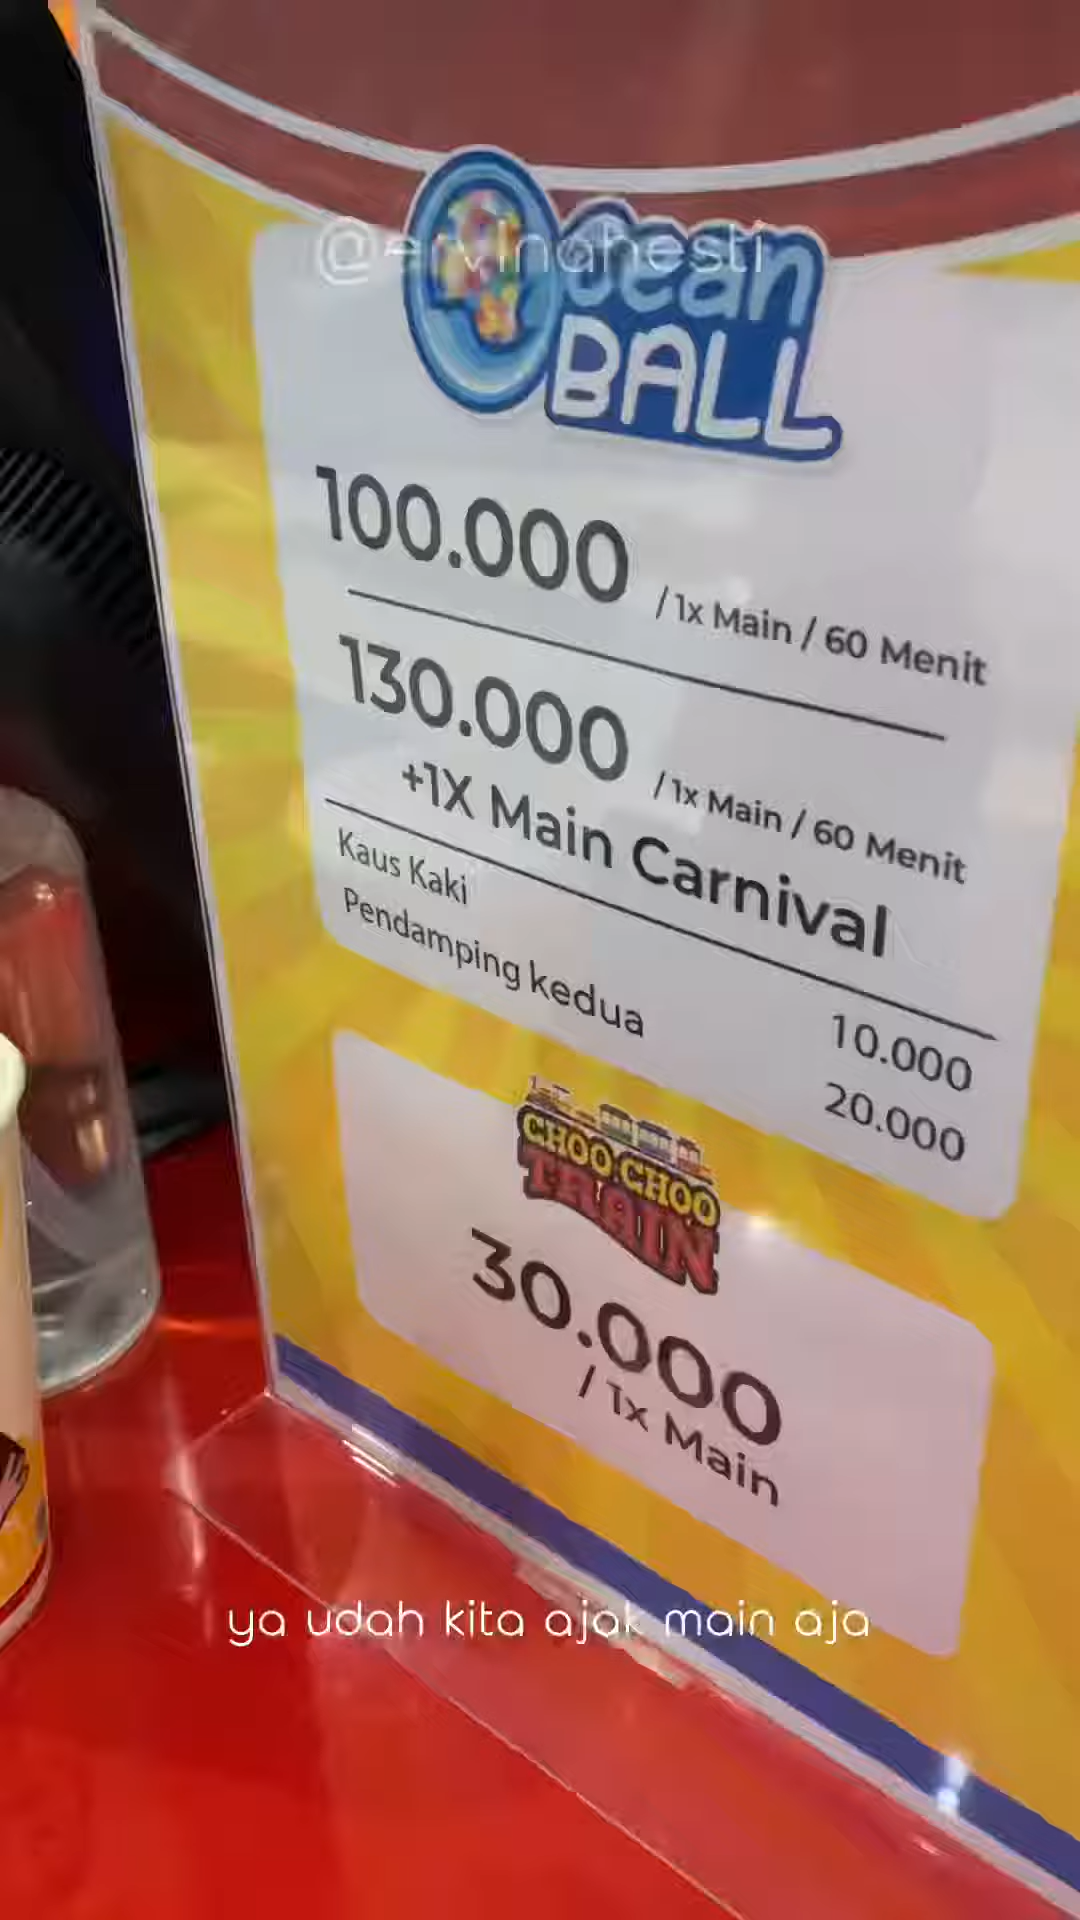 @ervinahesti
Ocean
BALL
100.000 / 1x Main / 60 Menit
130.000 / 1x Main / 60 Menit
+1X Main Carnival
Kaus Kaki 10.000
Pendamping kedua 20.000
CHOO CHOO
TRAIN
30.000
/ 1x Main
ya udah kita ajak main aja